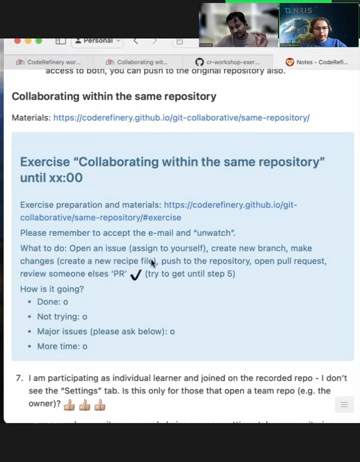 Personal
CodeRefinery wor...
Collaborating wit...
cr-workshop-exer...
Notes - CodeRefi...
access to both, you can push to the original repository also.
Collaborating within the same repository
Materials: https://coderefinery.github.io/git-collaborative/same-repository/
Exercise “Collaborating within the same repository”
until xx:00
Exercise preparation and materials: https://coderefinery.github.io/git-
collaborative/same-repository/#exercise
Please remember to accept the e-mail and “unwatch”.
What to do: Open an issue (assign to yourself), create new branch, make
changes (create a new recipe file), push to the repository, open pull request,
review someone elses ‘PR’ ✔ (try to get until step 5)
How is it going?
• Done: o
• Not trying: o
• Major issues (please ask below): o
• More time: o
7. I am participating as individual learner and joined on the recorded repo - I don’t
see the “Settings” tab. Is this only for those that open a team repo (e.g. the
owner)? 👍 👍 👍